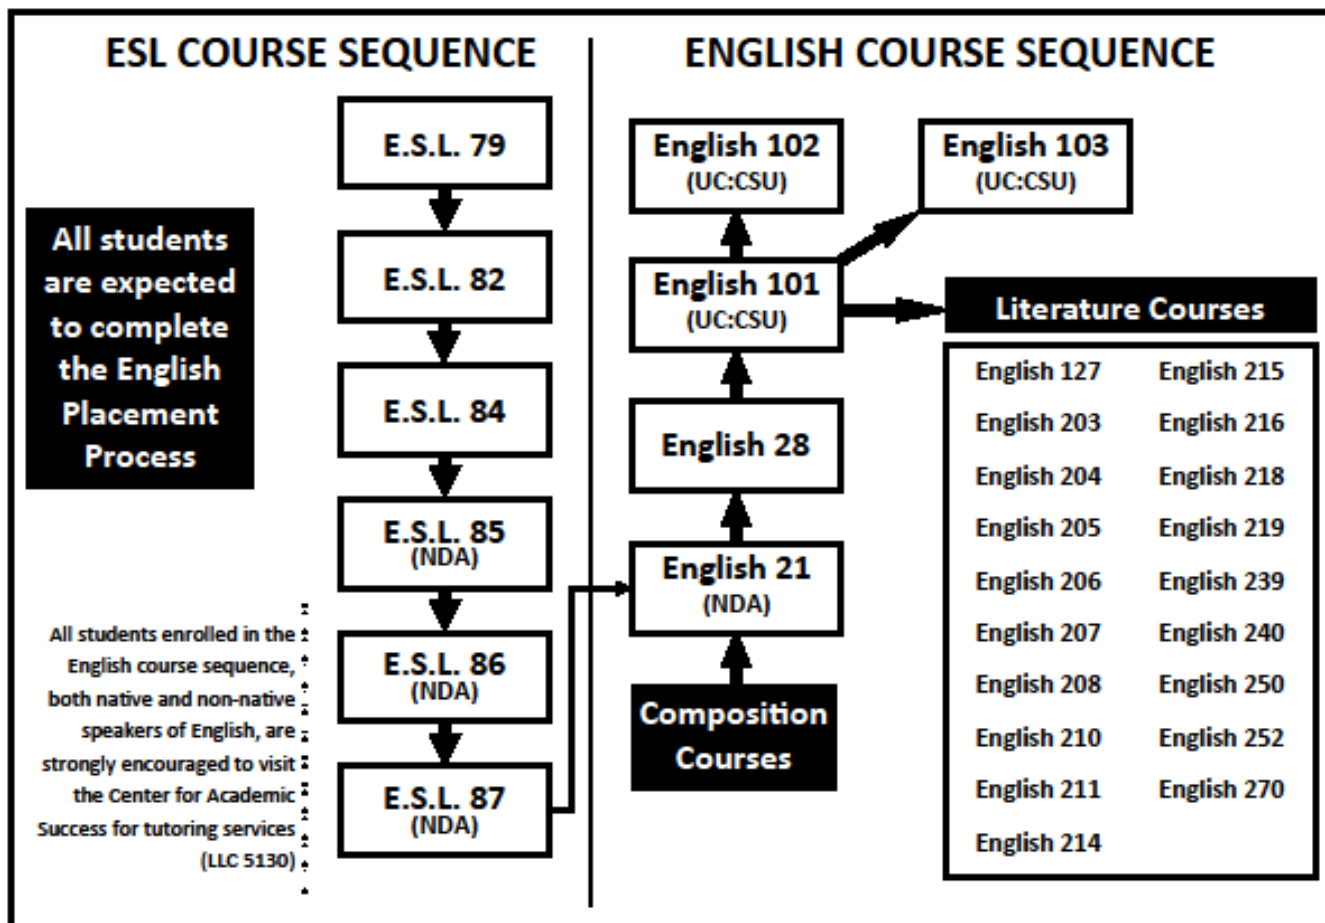 ESL COURSE SEQUENCE
E.S.L. 79
E.S.L. 82
E.S.L. 84
E.S.L. 85
(NDA)
E.S.L. 86
(NDA)
E.S.L. 87
(NDA)
All students
are expected
to complete
the English
Placement
Process
All students enrolled in the
English course sequence,
both native and non-native
speakers of English, are
strongly encouraged to visit
the Center for Academic
Success for tutoring services
(LLC 5130)
ENGLISH COURSE SEQUENCE
English 102
(UC:CSU)
English 103
(UC:CSU)
English 101
(UC:CSU)
English 28
English 21
(NDA)
Composition
Courses
Literature Courses
English 127
English 203
English 204
English 205
English 206
English 207
English 208
English 210
English 211
English 214
English 215
English 216
English 218
English 219
English 239
English 240
English 250
English 252
English 270